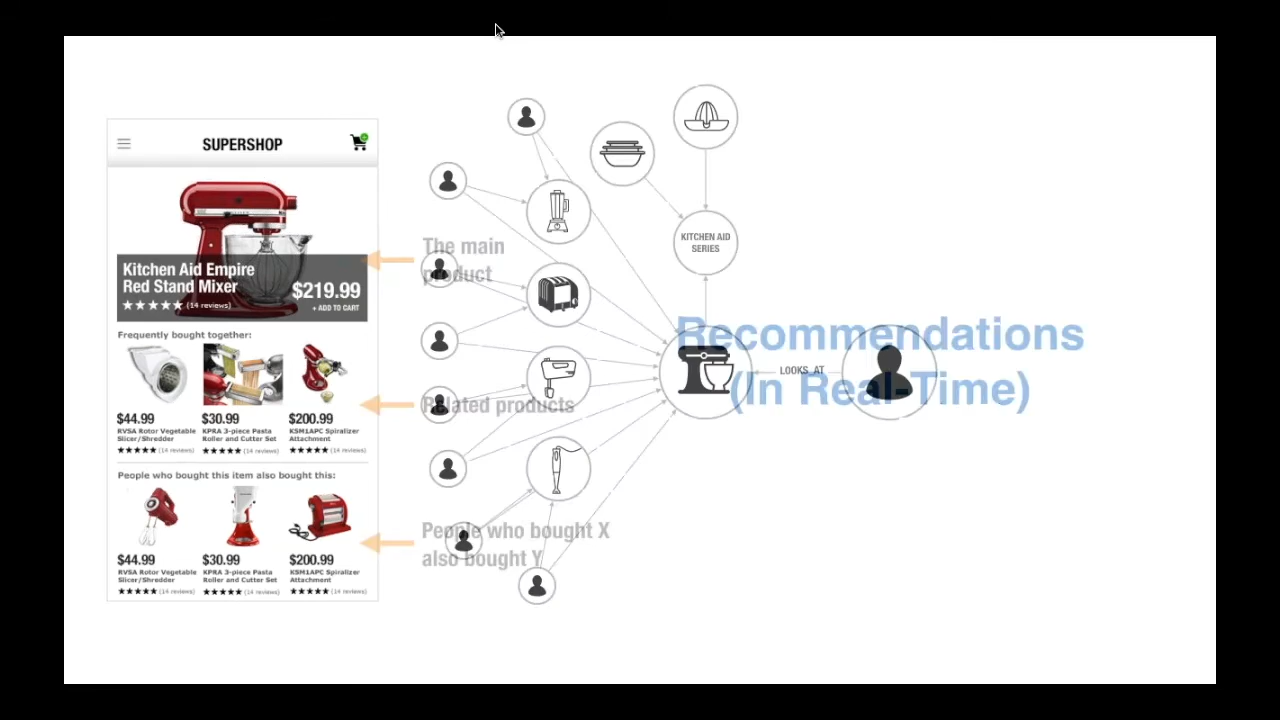 SUPERSHOP
Kitchen Aid Empire
Red Stand Mixer
$219.99
(14 reviews)
+ ADD TO CART
Frequently bought together:
$44.99
RVSA Rotor Vegetable
Slicer/Shredder
(14 reviews)
$30.99
KPRA 3-piece Pasta
Roller and Cutter Set
(14 reviews)
$200.99
KSM1APC Spiralizer
Attachment
(14 reviews)
People who bought this item also bought this:
$44.99
RVSA Rotor Vegetable
Slicer/Shredder
(14 reviews)
$30.99
KPRA 3-piece Pasta
Roller and Cutter Set
(14 reviews)
$200.99
KSM1APC Spiralizer
Attachment
(14 reviews)
The main
product
Related products
People who bought X
also bought Y
KITCHEN AID
SERIES
LOOKS_AT
Recommendations
(In Real-Time)